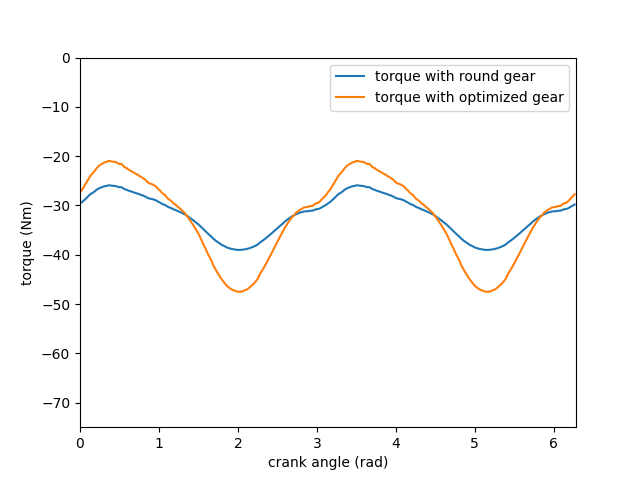 0
−10
−20
−30
−40
−50
−60
−70
torque (Nm)
torque with round gear
torque with optimized gear
0 1 2 3 4 5 6
crank angle (rad)